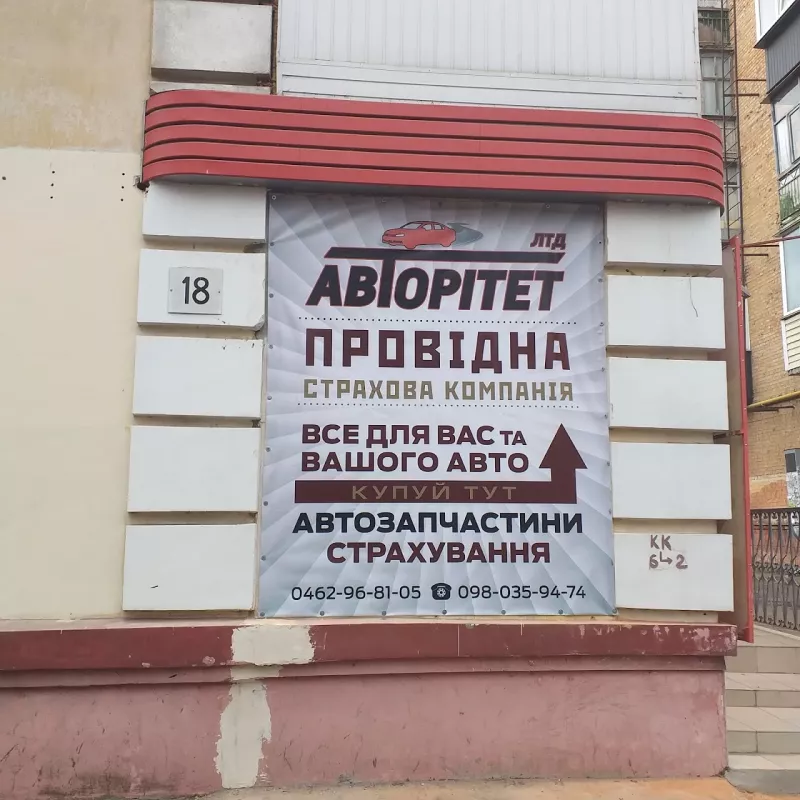 18
ЛТД
АВТОРІТЕТ
ПРОВІДНА
СТРАХОВА КОМПАНІЯ
ВСЕ ДЛЯ ВАС ТА
ВАШОГО АВТО
КУПУЙ ТУТ
АВТОЗАПЧАСТИНИ
СТРАХУВАННЯ
0462-96-81-05 ☎ 098-035-94-74
КК
6↳2